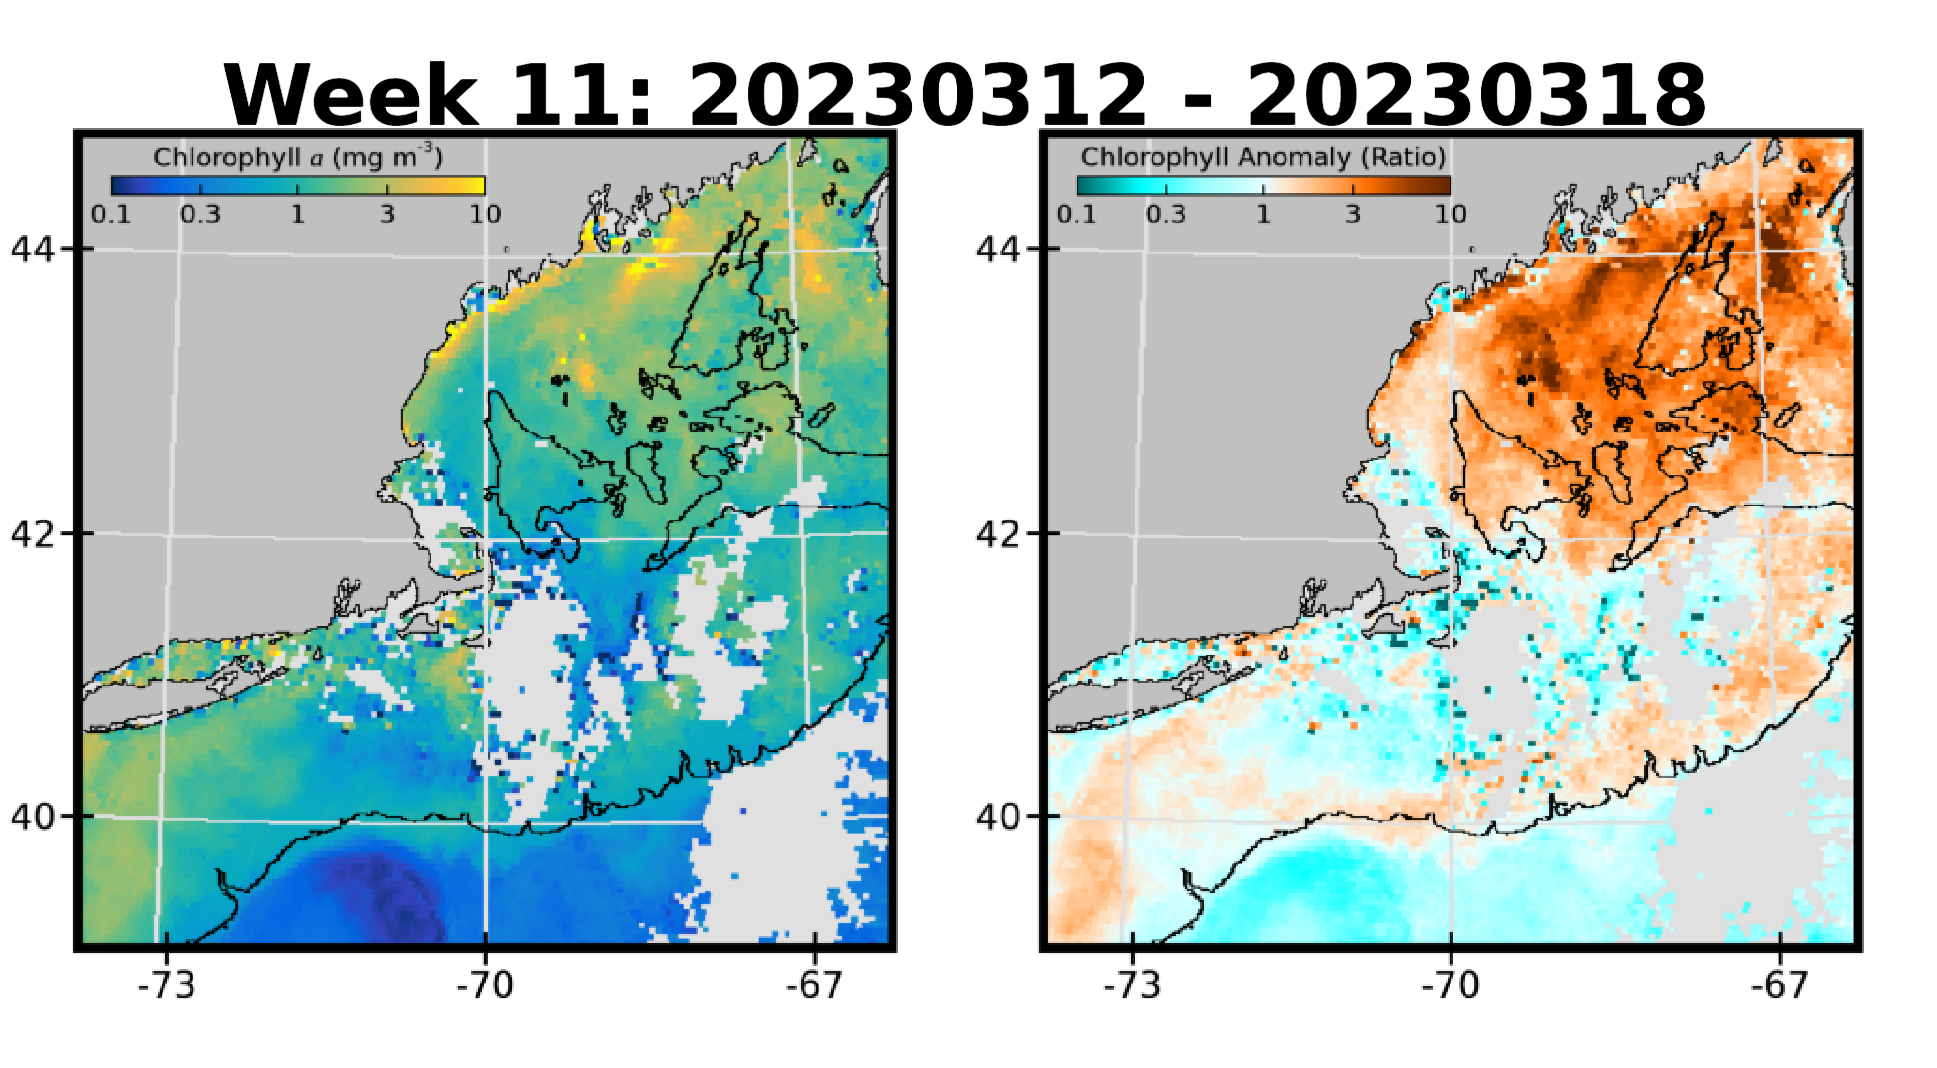 Week 11: 20230312 - 20230318
Chlorophyll a (mg m-3)
0.1 0.3 1 3 10
44
42
40
-73 -70 -67
Chlorophyll Anomaly (Ratio)
0.1 0.3 1 3 10
44
42
40
-73 -70 -67